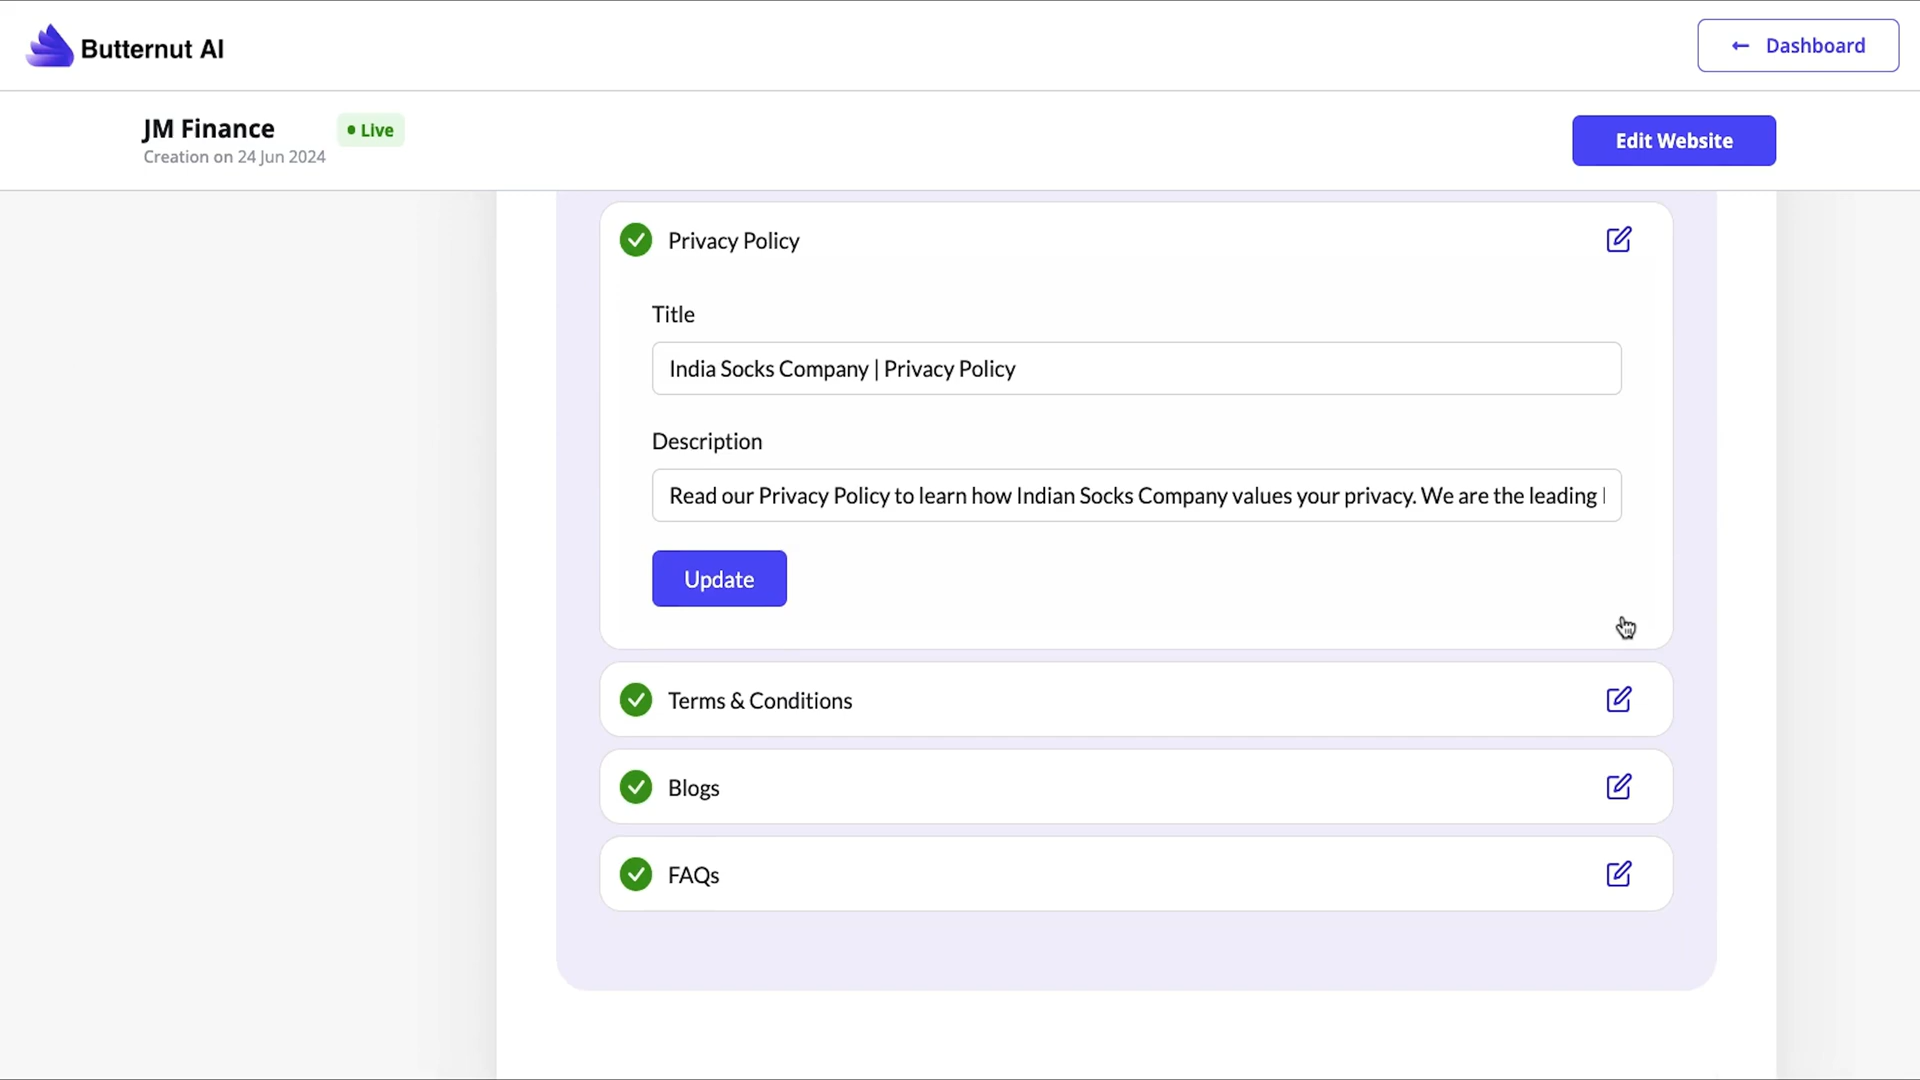 Butternut AI
← Dashboard
JM Finance
Live
Creation on 24 Jun 2024
Edit Website
Privacy Policy
Title
India Socks Company | Privacy Policy
Description
Read our Privacy Policy to learn how Indian Socks Company values your privacy. We are the leading
Update
Terms & Conditions
Blogs
FAQs